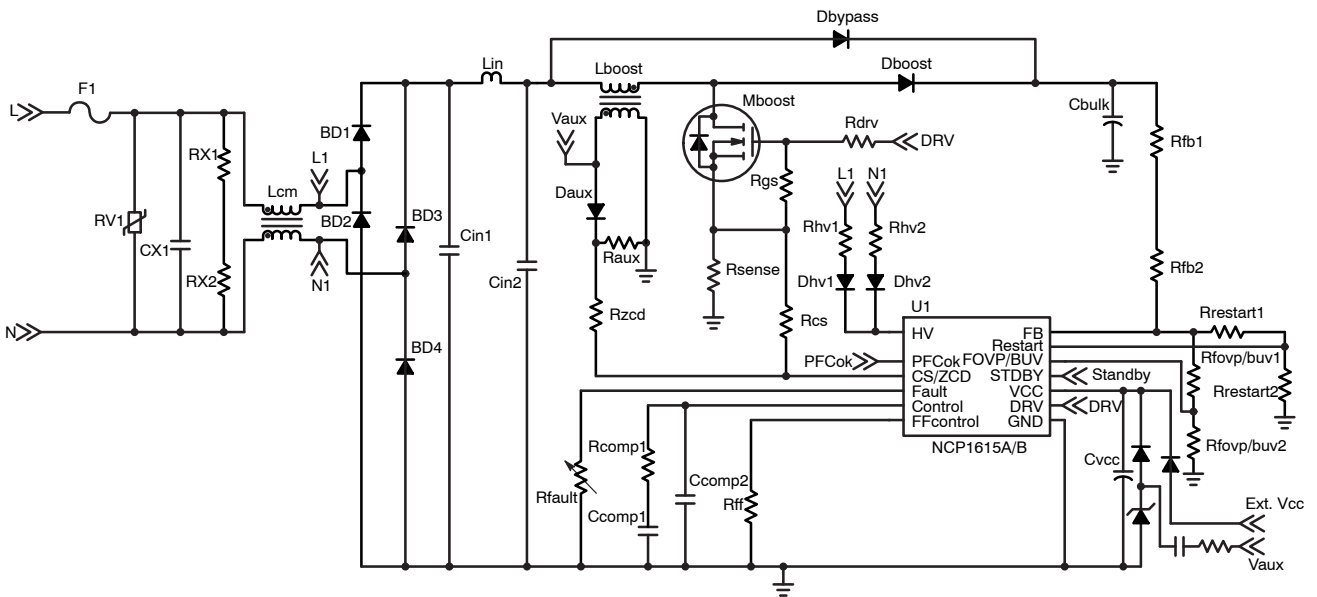 Dbypass
Lin
Lboost
Dboost
F1
L
Mboost
Cbulk
Vaux
BD1
Rdrv
DRV
Rfb1
RX1
L1
Lcm
Rgs
L1
N1
Daux
RV1
BD2
BD3
CX1
Cin1
Rhv1
Rhv2
Raux
Rsense
Rfb2
RX2
N1
Cin2
Dhv1
Dhv2
Rzcd
U1
Rcs
Rrestart1
N
HV
FB
Restart
BD4
PFCok
PFCok
FOVP/BUV
Rfovp/buv1
CS/ZCD
STDBY
Standby
Fault
VCC
Rrestart2
Control
DRV
DRV
FFcontrol
GND
Rcomp1
NCP1615A/B
Rfovp/buv2
Cvcc
Ccomp2
Rfault
Rff
Ext. Vcc
Ccomp1
Vaux